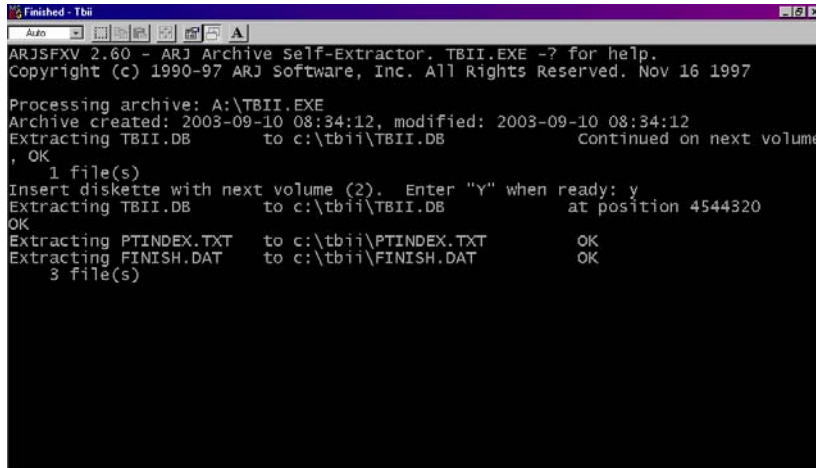 Finished - Tbii
Auto
A
ARJSFXV 2.60 - ARJ Archive Self-Extractor. TBII.EXE -? for help.
Copyright (c) 1990-97 ARJ Software, Inc. All Rights Reserved. Nov 16 1997
Processing archive: A:\TBII.EXE
Archive created: 2003-09-10 08:34:12, modified: 2003-09-10 08:34:12
Extracting TBII.DB to c:\tbii\TBII.DB Continued on next volume
, OK
1 file(s)
Insert diskette with next volume (2). Enter "Y" when ready: y
Extracting TBII.DB to c:\tbii\TBII.DB at position 4544320
OK
Extracting PTINDEX.TXT to c:\tbii\PTINDEX.TXT OK
Extracting FINISH.DAT to c:\tbii\FINISH.DAT OK
3 file(s)